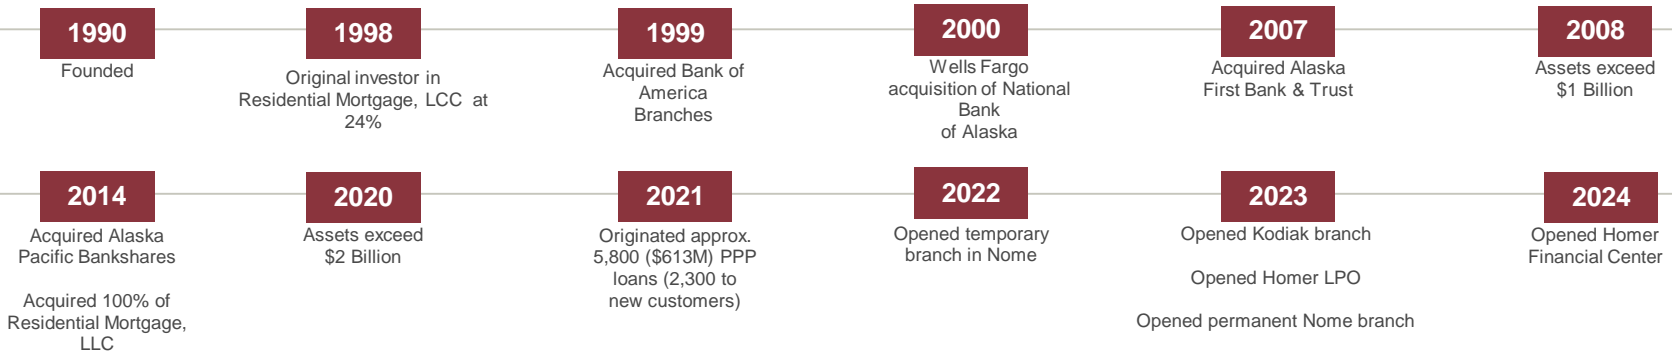 1990
Founded
1998
Original investor in
Residential Mortgage, LCC at
24%
1999
Acquired Bank of
America
Branches
2000
Wells Fargo
acquisition of National
Bank
of Alaska
2007
Acquired Alaska
First Bank & Trust
2008
Assets exceed
$1 Billion
2014
Acquired Alaska
Pacific Bankshares
Acquired 100% of
Residential Mortgage,
LLC
2020
Assets exceed
$2 Billion
2021
Originated approx.
5,800 ($613M) PPP
loans (2,300 to
new customers)
2022
Opened temporary
branch in Nome
2023
Opened Kodiak branch
Opened Homer LPO
Opened permanent Nome branch
2024
Opened Homer
Financial Center